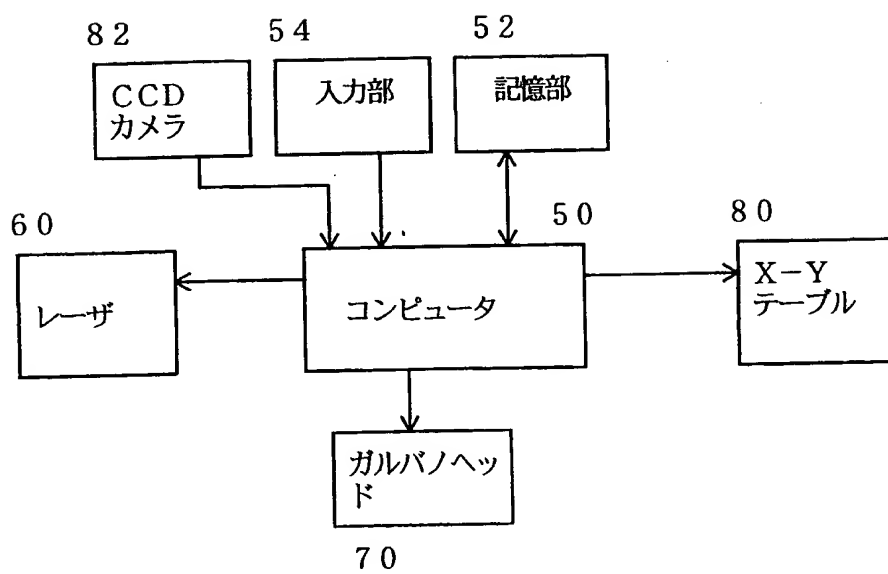 82
54
52
CCD
カメラ
入力部
記憶部
60
50
80
レーザ
コンピュータ
X-Y
テーブル
ガルバノヘッ
ド
70